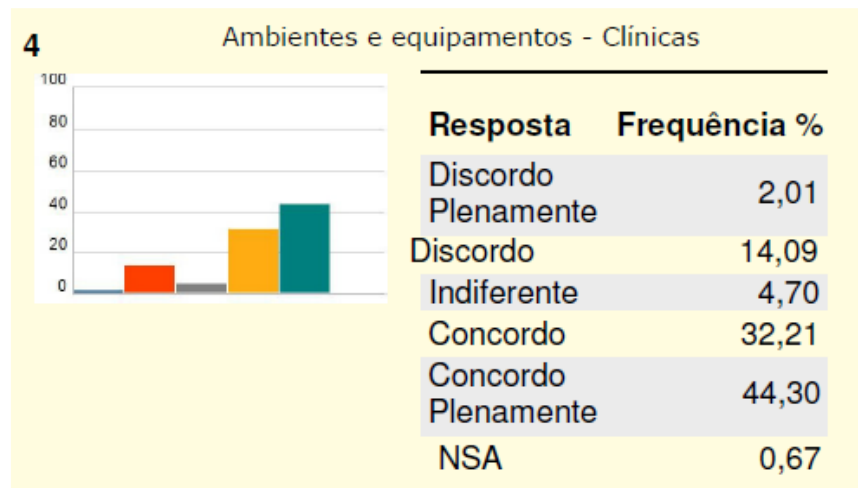 4
Ambientes e equipamentos - Clínicas
100
80
60
40
20
0
Resposta Frequência %
Discordo
Plenamente 2,01
Discordo 14,09
Indiferente 4,70
Concordo 32,21
Concordo
Plenamente 44,30
NSA 0,67